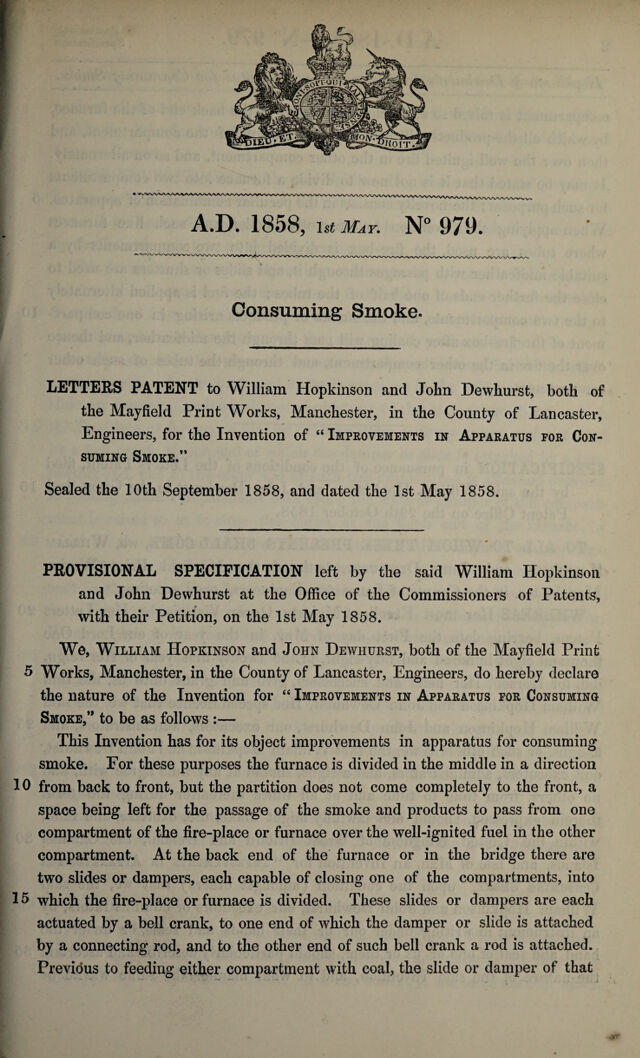 HONI SOIT QUI MAL Y PENSE
DIEU ET MON DROIT
A.D. 1858, 1st MAY. No 979.
Consuming Smoke.
LETTERS PATENT to William Hopkinson and John Dewhurst, both of
the Mayfield Print Works, Manchester, in the County of Lancaster,
Engineers, for the Invention of “IMPROVEMENTS IN APPARATUS FOR CON-
SUMING SMOKE.”
Sealed the 10th September 1858, and dated the 1st May 1858.
PROVISIONAL SPECIFICATION left by the said William Hopkinson
and John Dewhurst at the Office of the Commissioners of Patents,
with their Petition, on the 1st May 1858.
We, WILLIAM HOPKINSON and JOHN DEWHURST, both of the Mayfield Print
5 Works, Manchester, in the County of Lancaster, Engineers, do hereby declare
the nature of the Invention for “IMPROVEMENTS IN APPARATUS FOR CONSUMING
SMOKE,” to be as follows :—
This Invention has for its object improvements in apparatus for consuming
smoke. For these purposes the furnace is divided in the middle in a direction
10 from back to front, but the partition does not come completely to the front, a
space being left for the passage of the smoke and products to pass from one
compartment of the fire-place or furnace over the well-ignited fuel in the other
compartment. At the back end of the furnace or in the bridge there are
two slides or dampers, each capable of closing one of the compartments, into
15 which the fire-place or furnace is divided. These slides or dampers are each
actuated by a bell crank, to one end of which the damper or slide is attached
by a connecting rod, and to the other end of such bell crank a rod is attached.
Previous to feeding either compartment with coal, the slide or damper of that